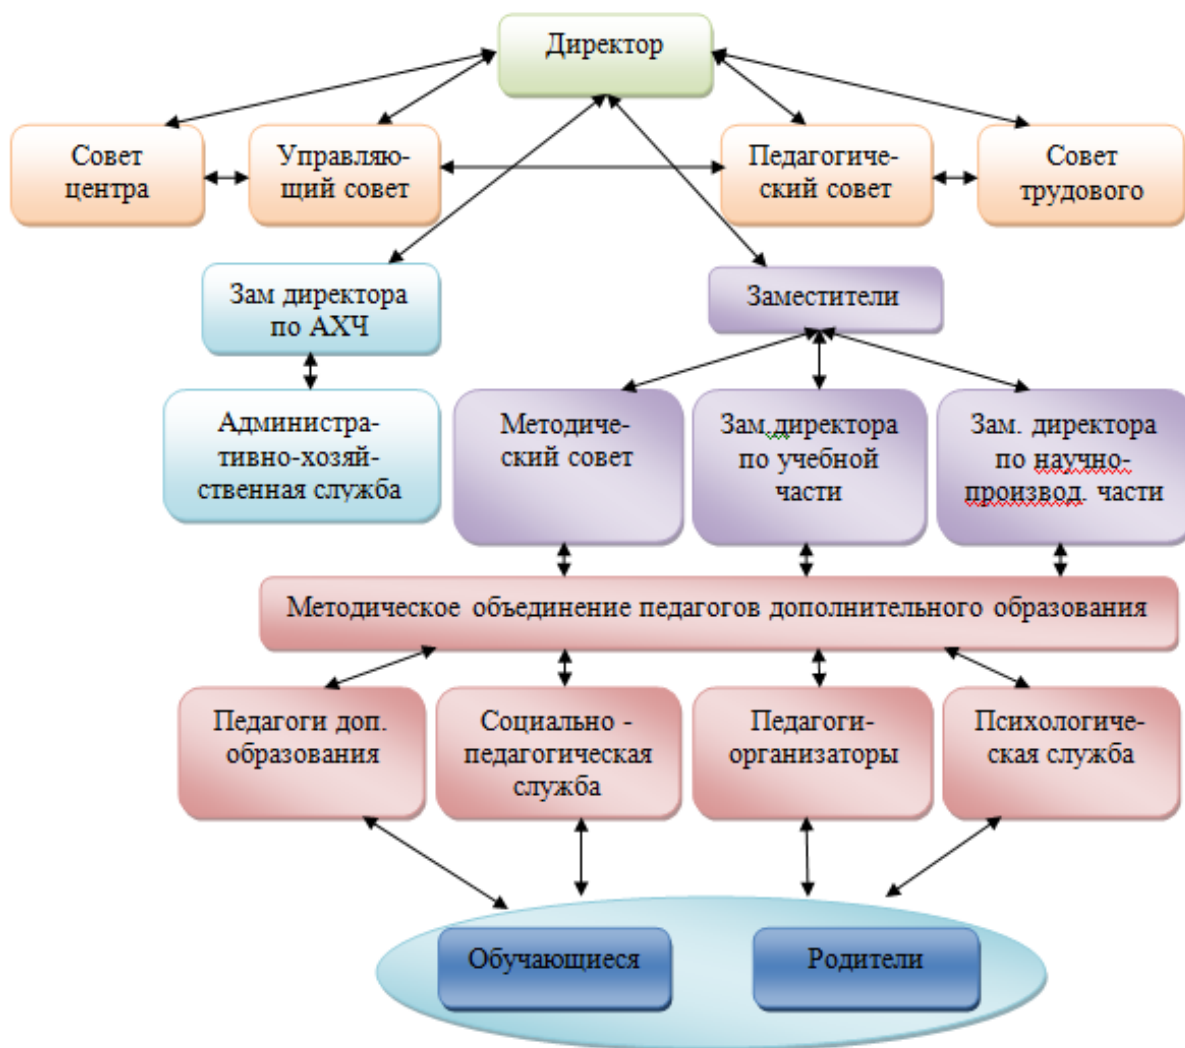 Директор
Совет
центра
Управляю-
щий совет
Педагогиче-
ский совет
Совет
трудового
Зам директора
по АХЧ
Заместители
Администра-
тивно-хозяй-
ственная служба
Методиче-
ский совет
Зам.директора
по учебной
части
Зам. директора
по научно-
производ. части
Методическое объединение педагогов дополнительного образования
Педагоги доп.
образования
Социально -
педагогическая
служба
Педагоги-
организаторы
Психологиче-
ская служба
Обучающиеся
Родители